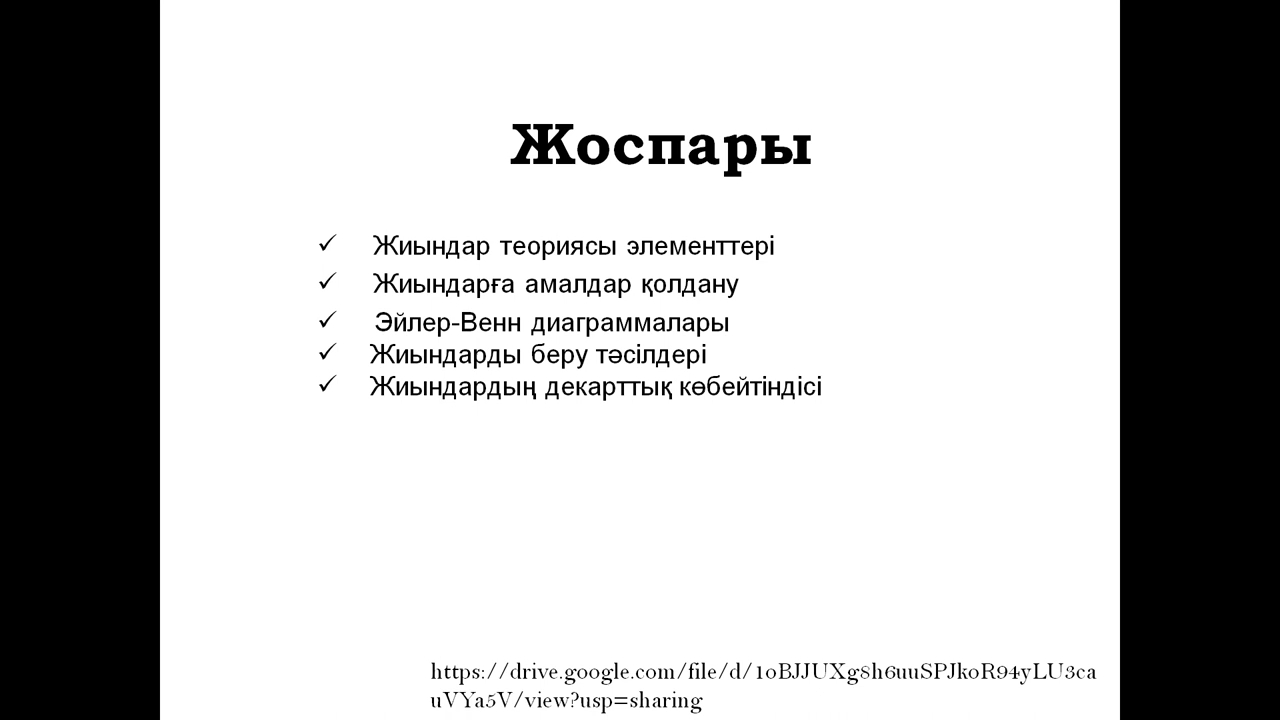 Жоспары
✓ Жиындар теориясы элементтері
✓ Жиындарға амалдар қолдану
✓ Эйлер-Венн диаграммалары
✓ Жиындарды беру тәсілдері
✓ Жиындардың декарттық көбейтіндісі
https://drive.google.com/file/d/1oBJJUXg8h6uuSPJkoR94yLU3ca
uVYa5V/view?usp=sharing